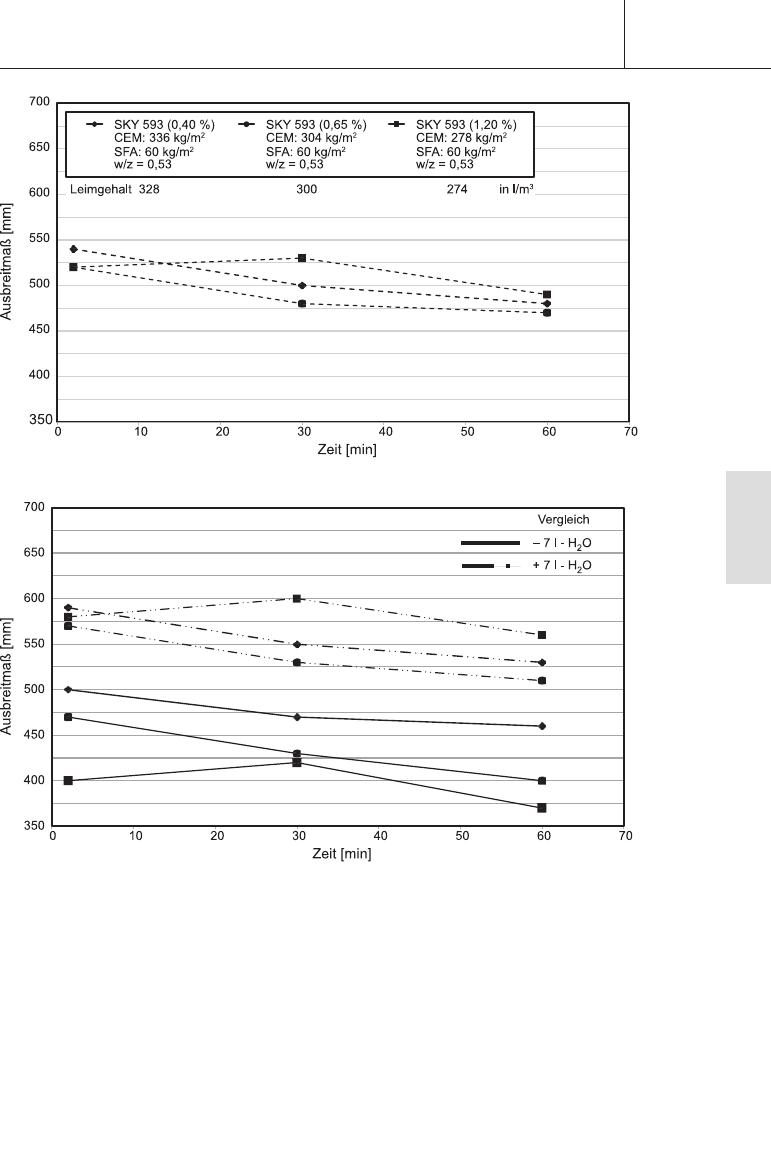 700
650
600
550
500
450
400
350
Ausbreitmaß [mm]
SKY 593 (0,40 %) SKY 593 (0,65 %) SKY 593 (1,20 %)
CEM: 336 kg/m² CEM: 304 kg/m² CEM: 278 kg/m²
SFA: 60 kg/m² SFA: 60 kg/m² SFA: 60 kg/m²
w/z = 0,53 w/z = 0,53 w/z = 0,53
Leimgehalt 328 300 274 in l/m³
0 10 20 30 40 50 60 70
Zeit [min]
700
650
600
550
500
450
400
350
Ausbreitmaß [mm]
Vergleich
– 7 l - H₂O
+ 7 l - H₂O
0 10 20 30 40 50 60 70
Zeit [min]